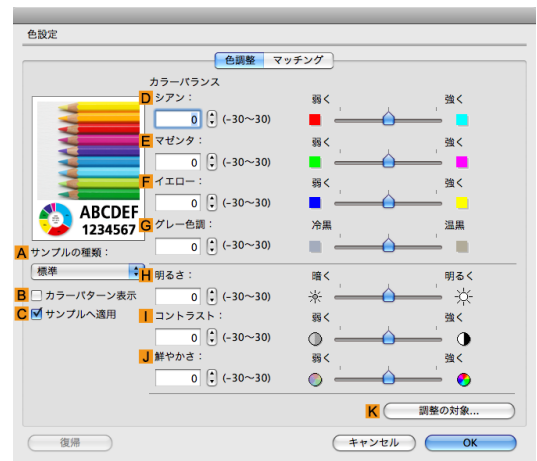 色設定
色調整 マッチング
カラーバランス
D シアン：
弱く 強く
0 (-30～30)
E マゼンタ：
弱く 強く
0 (-30～30)
F イエロー：
弱く 強く
0 (-30～30)
G グレー色調：
冷黒 温黒
0 (-30～30)
ABCDEF
1234567
A サンプルの種類：
標準
B カラーパターン表示
C サンプルへ適用
H 明るさ：
暗く 明るく
0 (-30～30)
I コントラスト：
弱く 強く
0 (-30～30)
J 鮮やかさ：
弱く 強く
0 (-30～30)
K 調整の対象...
復帰 キャンセル OK